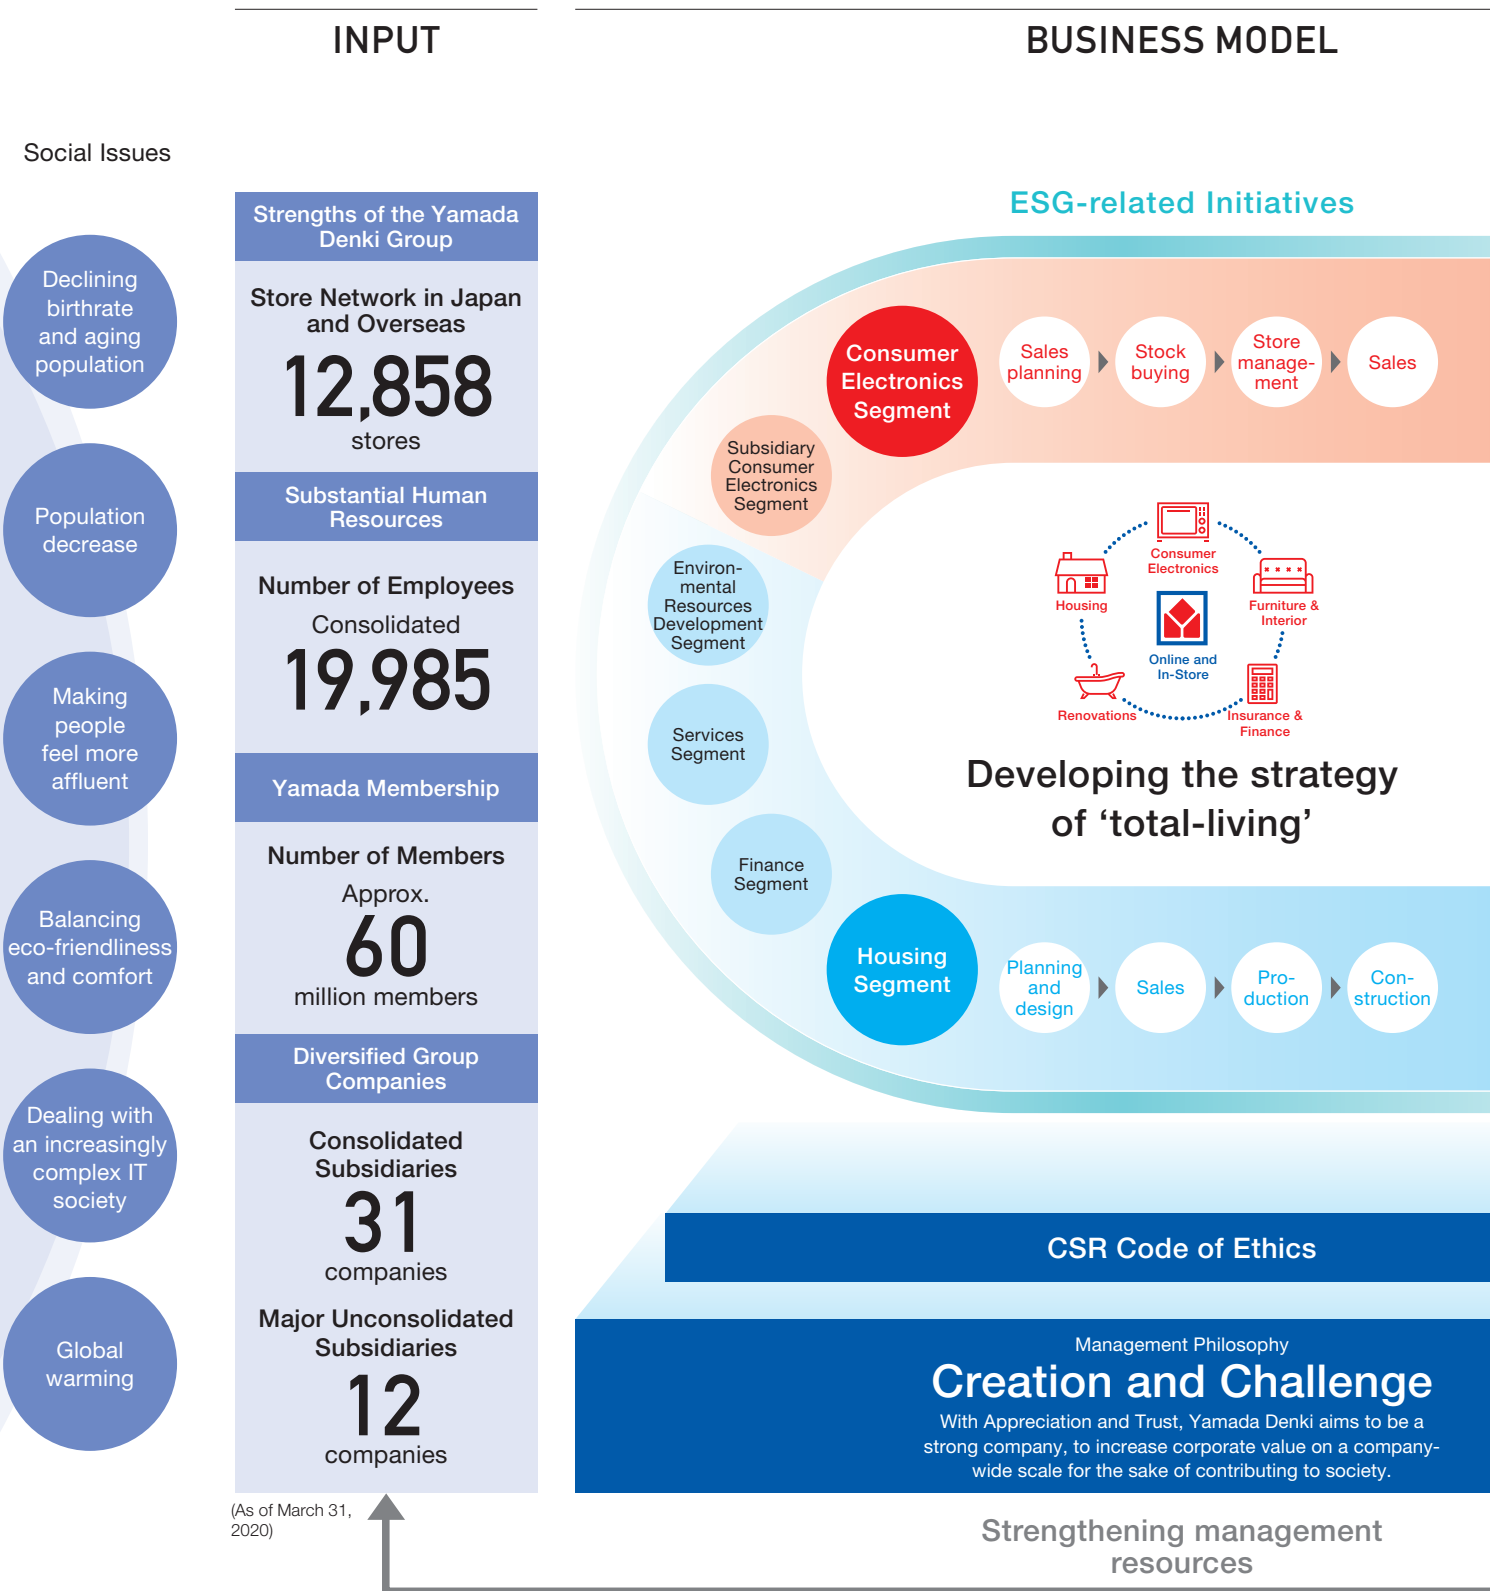 INPUT
BUSINESS MODEL
Social Issues
Declining
birthrate
and aging
population
Population
decrease
Making
people
feel more
affluent
Balancing
eco-friendliness
and comfort
Dealing with
an increasingly
complex IT
society
Global
warming
Strengths of the Yamada
Denki Group
Store Network in Japan
and Overseas
12,858
stores
Substantial Human
Resources
Number of Employees
Consolidated
19,985
Yamada Membership
Number of Members
Approx.
60
million members
Diversified Group
Companies
Consolidated
Subsidiaries
31
companies
Major Unconsolidated
Subsidiaries
12
companies
(As of March 31,
2020)
ESG-related Initiatives
Consumer
Electronics
Segment
Sales
planning
Stock
buying
Store
manage-
ment
Sales
Subsidiary
Consumer
Electronics
Segment
Environ-
mental
Resources
Development
Segment
Services
Segment
Finance
Segment
Housing
Segment
Planning
and
design
Sales
Pro-
duction
Con-
struction
Consumer
Electronics
Housing
Furniture &
Interior
Online and
In-Store
Renovations
Insurance &
Finance
Developing the strategy
of ‘total-living’
CSR Code of Ethics
Management Philosophy
Creation and Challenge
With Appreciation and Trust, Yamada Denki aims to be a
strong company, to increase corporate value on a company-
wide scale for the sake of contributing to society.
Strengthening management
resources